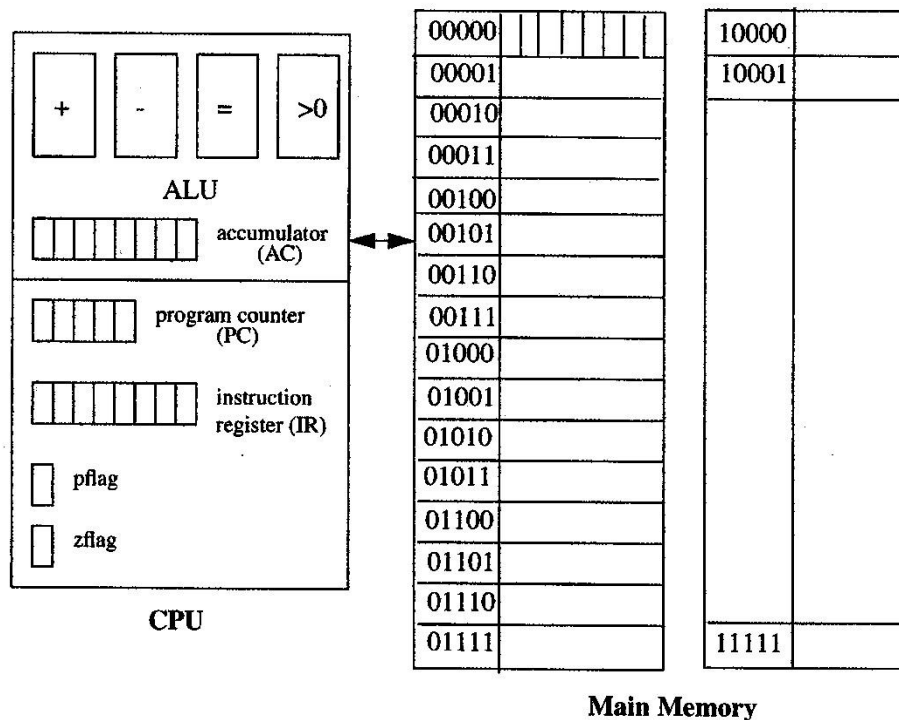 + - = >0
ALU
accumulator
(AC)
program counter
(PC)
instruction
register (IR)
pflag
zflag
CPU
00000
00001
00010
00011
00100
00101
00110
00111
01000
01001
01010
01011
01100
01101
01110
01111
10000
10001
11111
Main Memory